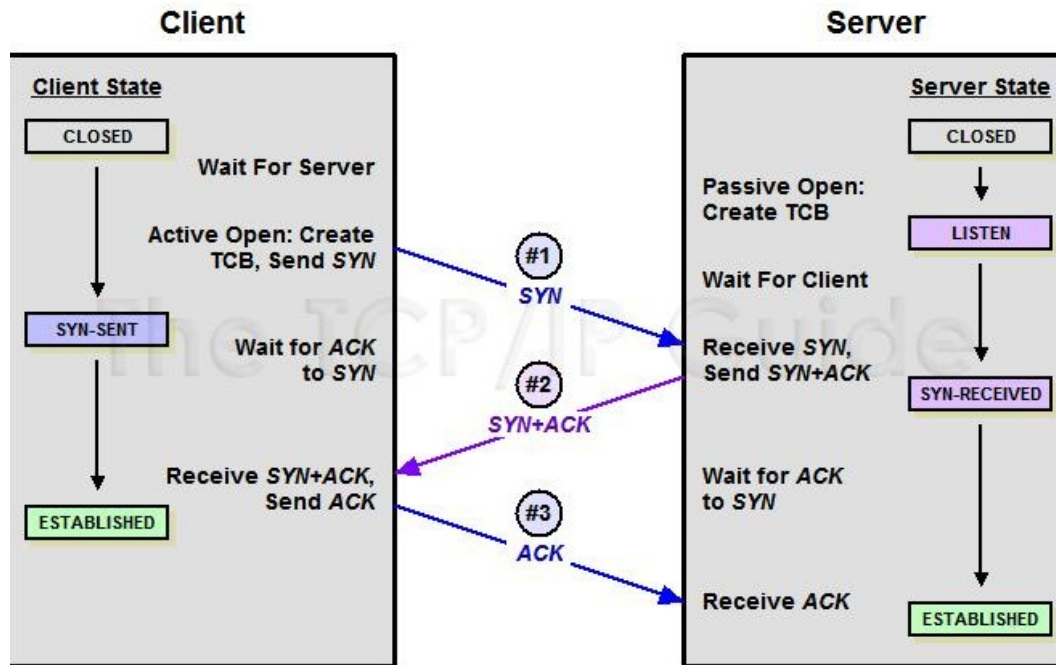 Client
Server
Client State
CLOSED
Wait For Server
Active Open: Create
TCB, Send SYN
SYN-SENT
Wait for ACK
to SYN
Receive SYN+ACK,
Send ACK
ESTABLISHED
#1
SYN
#2
SYN+ACK
#3
ACK
Server State
CLOSED
Passive Open:
Create TCB
LISTEN
Wait For Client
Receive SYN,
Send SYN+ACK
SYN-RECEIVED
Wait for ACK
to SYN
Receive ACK
ESTABLISHED
The TCP/IP Guide